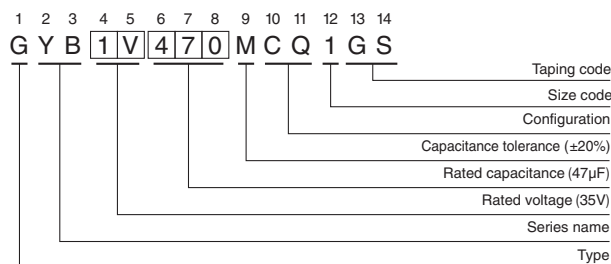 1 2 3 4 5 6 7 8 9 10 11 12 13 14
G Y B 1 V 4 7 0 M C Q 1 G S
Taping code
Size code
Configuration
Capacitance tolerance (±20%)
Rated capacitance (47µF)
Rated voltage (35V)
Series name
Type